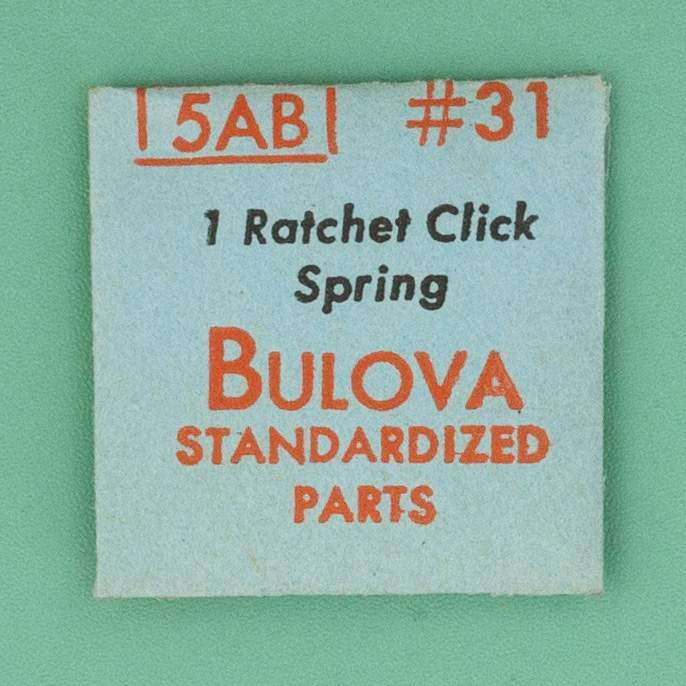 5AB #31
1 Ratchet Click
Spring
BULOVA
STANDARDIZED
PARTS